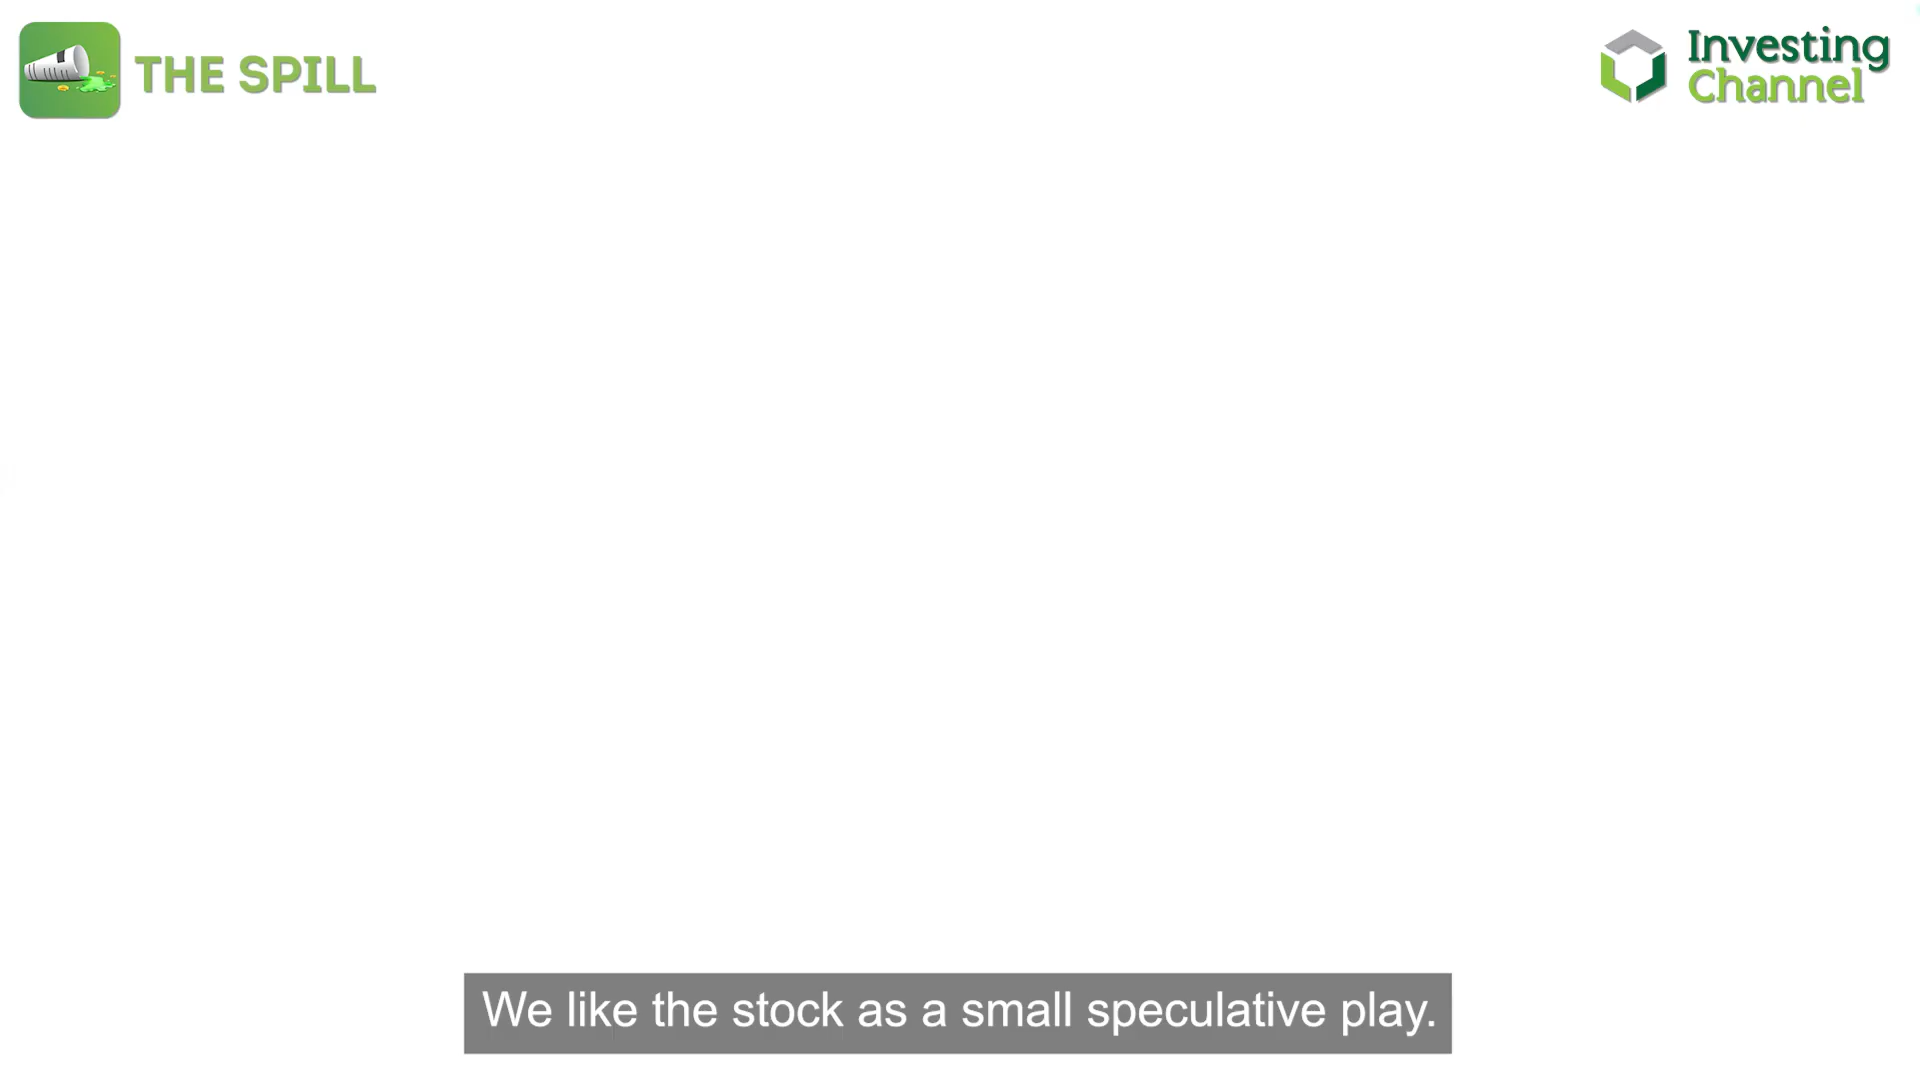 THE SPILL
Investing
Channel
We like the stock as a small speculative play.